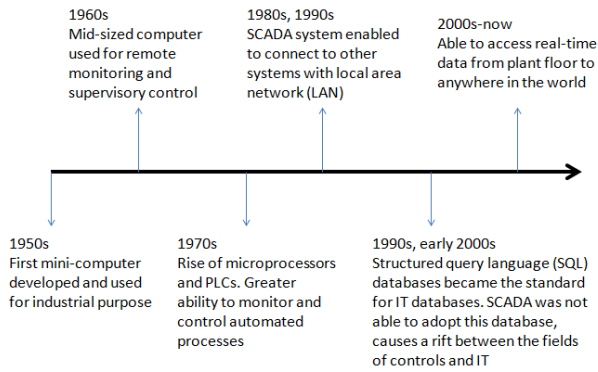 1960s
Mid-sized computer
used for remote
monitoring and
supervisory control
1980s, 1990s
SCADA system enabled
to connect to other
systems with local area
network (LAN)
2000s-now
Able to access real-time
data from plant floor to
anywhere in the world
1950s
First mini-computer
developed and used
for industrial purpose
1970s
Rise of microprocessors
and PLCs. Greater
ability to monitor and
control automated
processes
1990s, early 2000s
Structured query language (SQL)
databases became the standard
for IT databases. SCADA was not
able to adopt this database,
causes a rift between the fields
of controls and IT